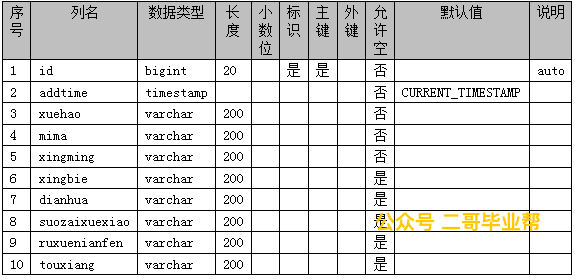 序号 列名 数据类型 长度 小数位 标识 主键 外键 允许空 默认值 说明
1 id bigint 20 是 是 否 auto
2 addtime timestamp 否 CURRENT_TIMESTAMP
3 xuehao varchar 200 否
4 mima varchar 200 否
5 xingming varchar 200 否
6 xingbie varchar 200 是
7 dianhua varchar 200 是
8 suozaixuexiao varchar 200 是
公众号 二哥毕业帮
9 ruxuenianfen varchar 200 是
10 touxiang varchar 200 是